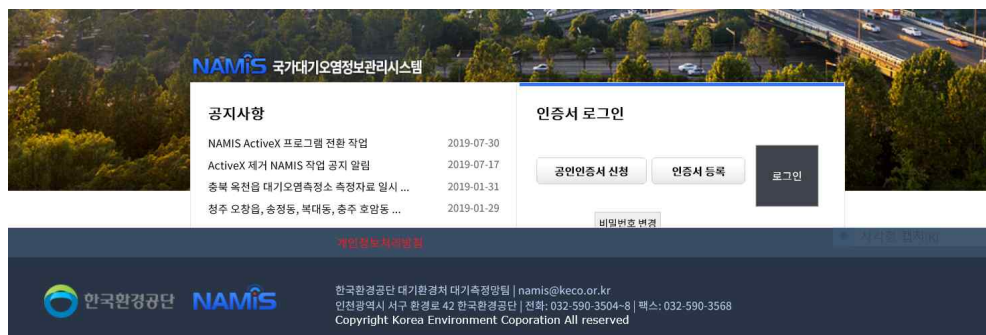 NAMIS 국가대기오염정보관리시스템
공지사항
NAMIS ActiveX 프로그램 전환 작업 2019-07-30
ActiveX 제거 NAMIS 작업 공지 알림 2019-07-17
충북 옥천읍 대기오염측정소 측정자료 일시 ... 2019-01-31
청주 오창읍, 송정동, 복대동, 충주 호암동 ... 2019-01-29
인증서 로그인
공인인증서 신청 인증서 등록 로그인
비밀번호 변경
개인정보처리방침
한국환경공단 NAMIS
한국환경공단 대기환경처 대기측정망팀 | namis@keco.or.kr
인천광역시 서구 환경로 42 한국환경공단 | 전화: 032-590-3504~8 | 팩스: 032-590-3568
Copyright Korea Environment Coporation All reserved